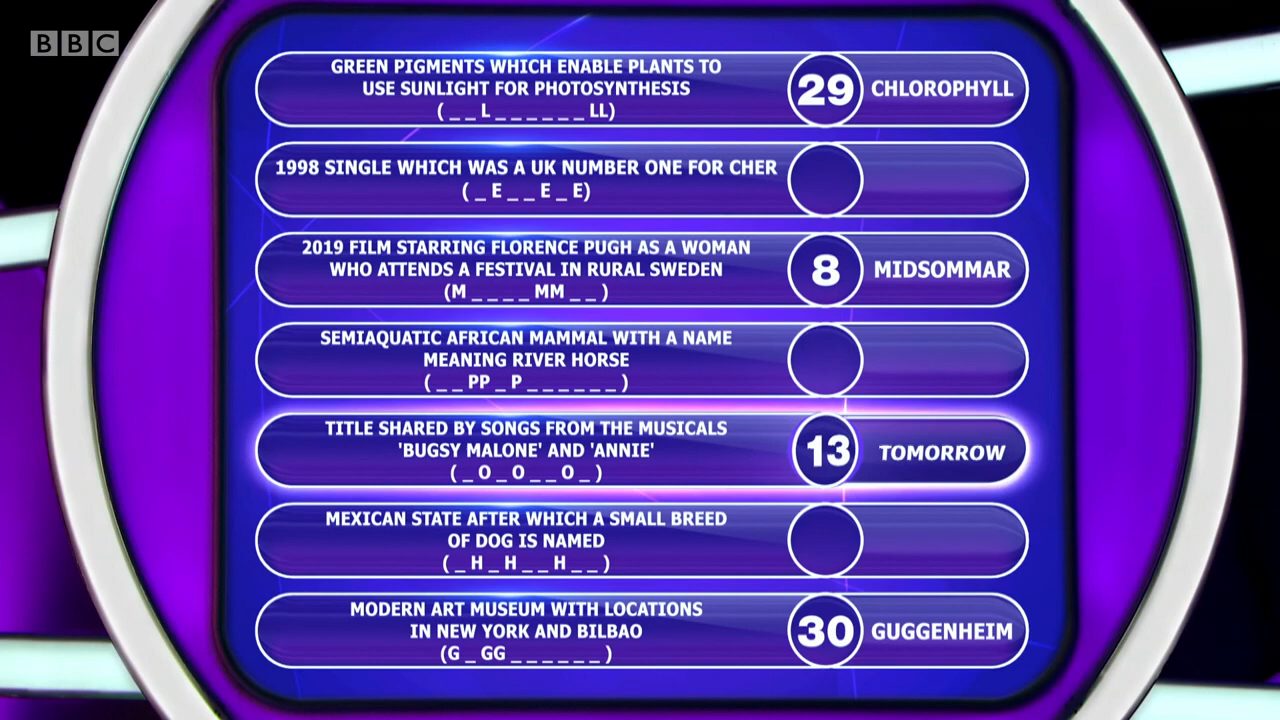 BBC
GREEN PIGMENTS WHICH ENABLE PLANTS TO
USE SUNLIGHT FOR PHOTOSYNTHESIS
( _ _ L _ _ _ _ _ _ LL)
29 CHLOROPHYLL
1998 SINGLE WHICH WAS A UK NUMBER ONE FOR CHER
( _ E _ _ E _ E)
2019 FILM STARRING FLORENCE PUGH AS A WOMAN
WHO ATTENDS A FESTIVAL IN RURAL SWEDEN
(M _ _ _ _ MM _ _ )
8 MIDSOMMAR
SEMIAQUATIC AFRICAN MAMMAL WITH A NAME
MEANING RIVER HORSE
( _ _ PP _ P _ _ _ _ _ _ )
TITLE SHARED BY SONGS FROM THE MUSICALS
'BUGSY MALONE' AND 'ANNIE'
( _ O _ O _ _ O _ )
13 TOMORROW
MEXICAN STATE AFTER WHICH A SMALL BREED
OF DOG IS NAMED
( _ H _ H _ _ H _ _ )
MODERN ART MUSEUM WITH LOCATIONS
IN NEW YORK AND BILBAO
(G _ GG _ _ _ _ _ _ )
30 GUGGENHEIM